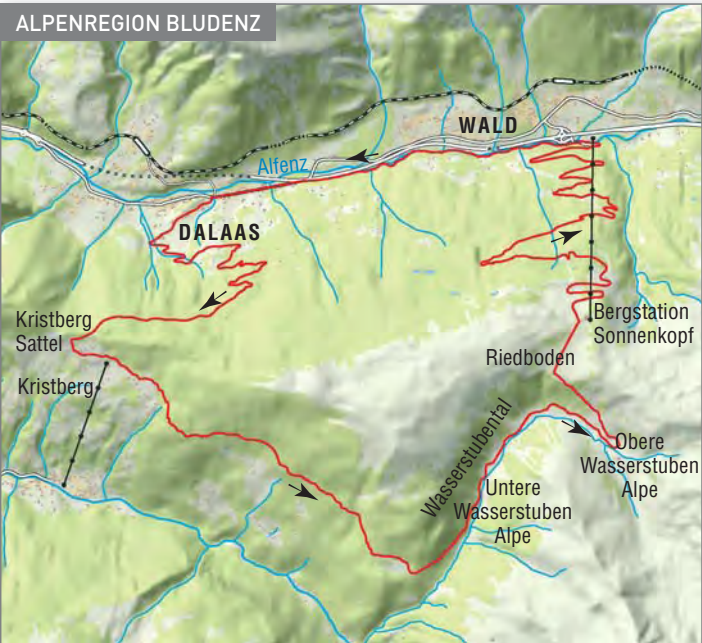 ALPENREGION BLUDENZ
WALD
Alfenz
DALAAS
Kristberg
Sattel
Bergstation
Sonnenkopf
Riedboden
Kristberg
Wasserstubental
Obere
Wasserstuben
Alpe
Untere
Wasserstuben
Alpe